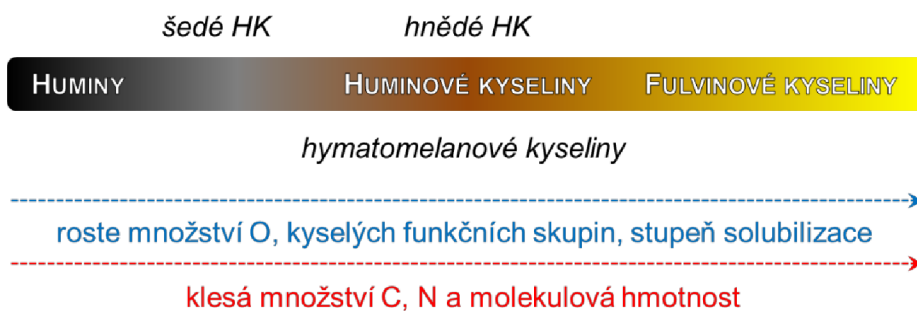 šedé HK hnědé HK
HUMINY HUMINOVÉ KYSELINY FULVINOVÉ KYSELINY
hymatomelanové kyseliny
roste množství O, kyselých funkčních skupin, stupeň solubilizace
klesá množství C, N a molekulová hmotnost